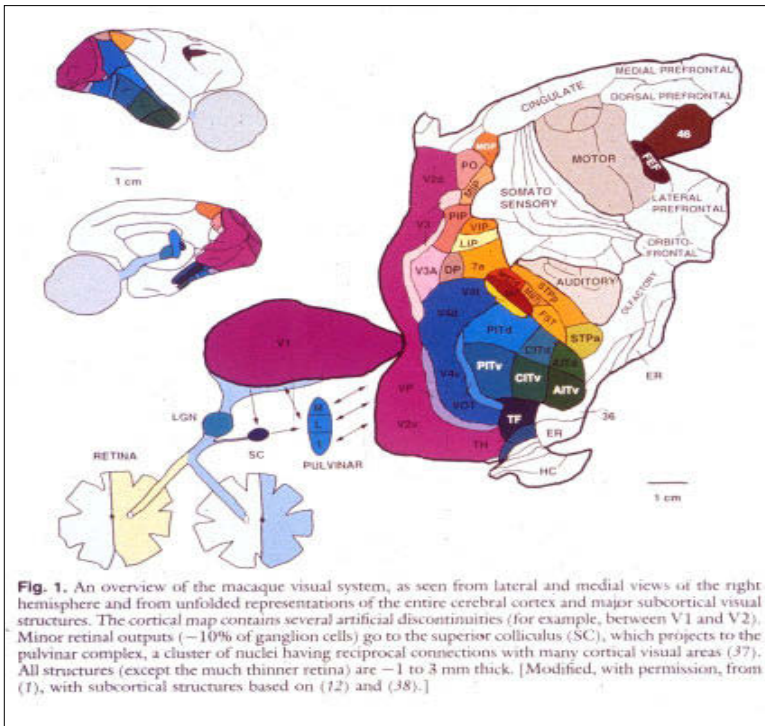 1 cm
MEDIAL PREFRONTAL
CINGULATE
DORSAL PREFRONTAL
46
MOTOR
FEF
MDP
PO
V2d
MIP
SOMATO
SENSORY
LATERAL
PREFRONTAL
V3
PIP
VIP
LIP
ORBITO-
FRONTAL
V3A
DP
7a
AUDITORY
OLFACTORY
STPp
V4t
FST
V4d
PITd
STPa
V1
CITd
AITd
PITv
CITv
AITv
V4v
ER
VP
VOT
LGN
M
L
I
TF
36
V2v
ER
RETINA
SC
PULVINAR
TH
HC
1 cm
Fig. 1. An overview of the macaque visual system, as seen from lateral and medial views of the right
hemisphere and from unfolded representations of the entire cerebral cortex and major subcortical visual
structures. The cortical map contains several artificial discontinuities (for example, between V1 and V2).
Minor retinal outputs (~10% of ganglion cells) go to the superior colliculus (SC), which projects to the
pulvinar complex, a cluster of nuclei having reciprocal connections with many cortical visual areas (37).
All structures (except the much thinner retina) are ~1 to 3 mm thick. [Modified, with permission, from
(1), with subcortical structures based on (12) and (38).]